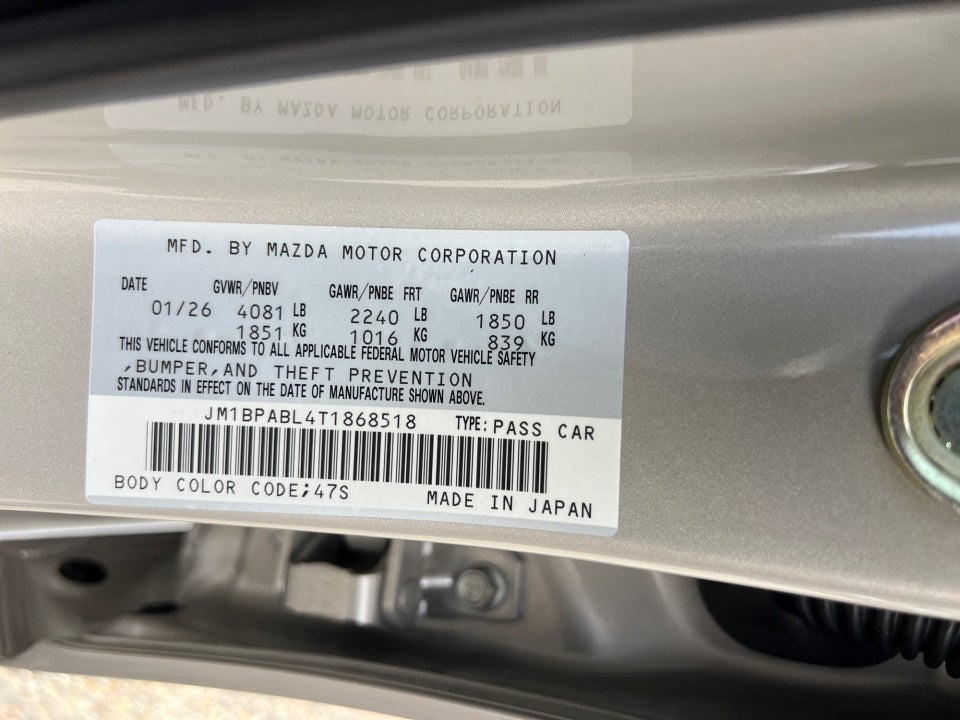 MFD. BY MAZDA MOTOR CORPORATION
MFD. BY MAZDA MOTOR CORPORATION
DATE GVWR/PNBV GAWR/PNBE FRT GAWR/PNBE RR
01/26 4081 LB 2240 LB 1850 LB
1851 KG 1016 KG 839 KG
THIS VEHICLE CONFORMS TO ALL APPLICABLE FEDERAL MOTOR VEHICLE SAFETY
,BUMPER,AND THEFT PREVENTION
STANDARDS IN EFFECT ON THE DATE OF MANUFACTURE SHOWN ABOVE.
JM1BPABL4T1868518 TYPE:PASS CAR
BODY COLOR CODE;47S MADE IN JAPAN